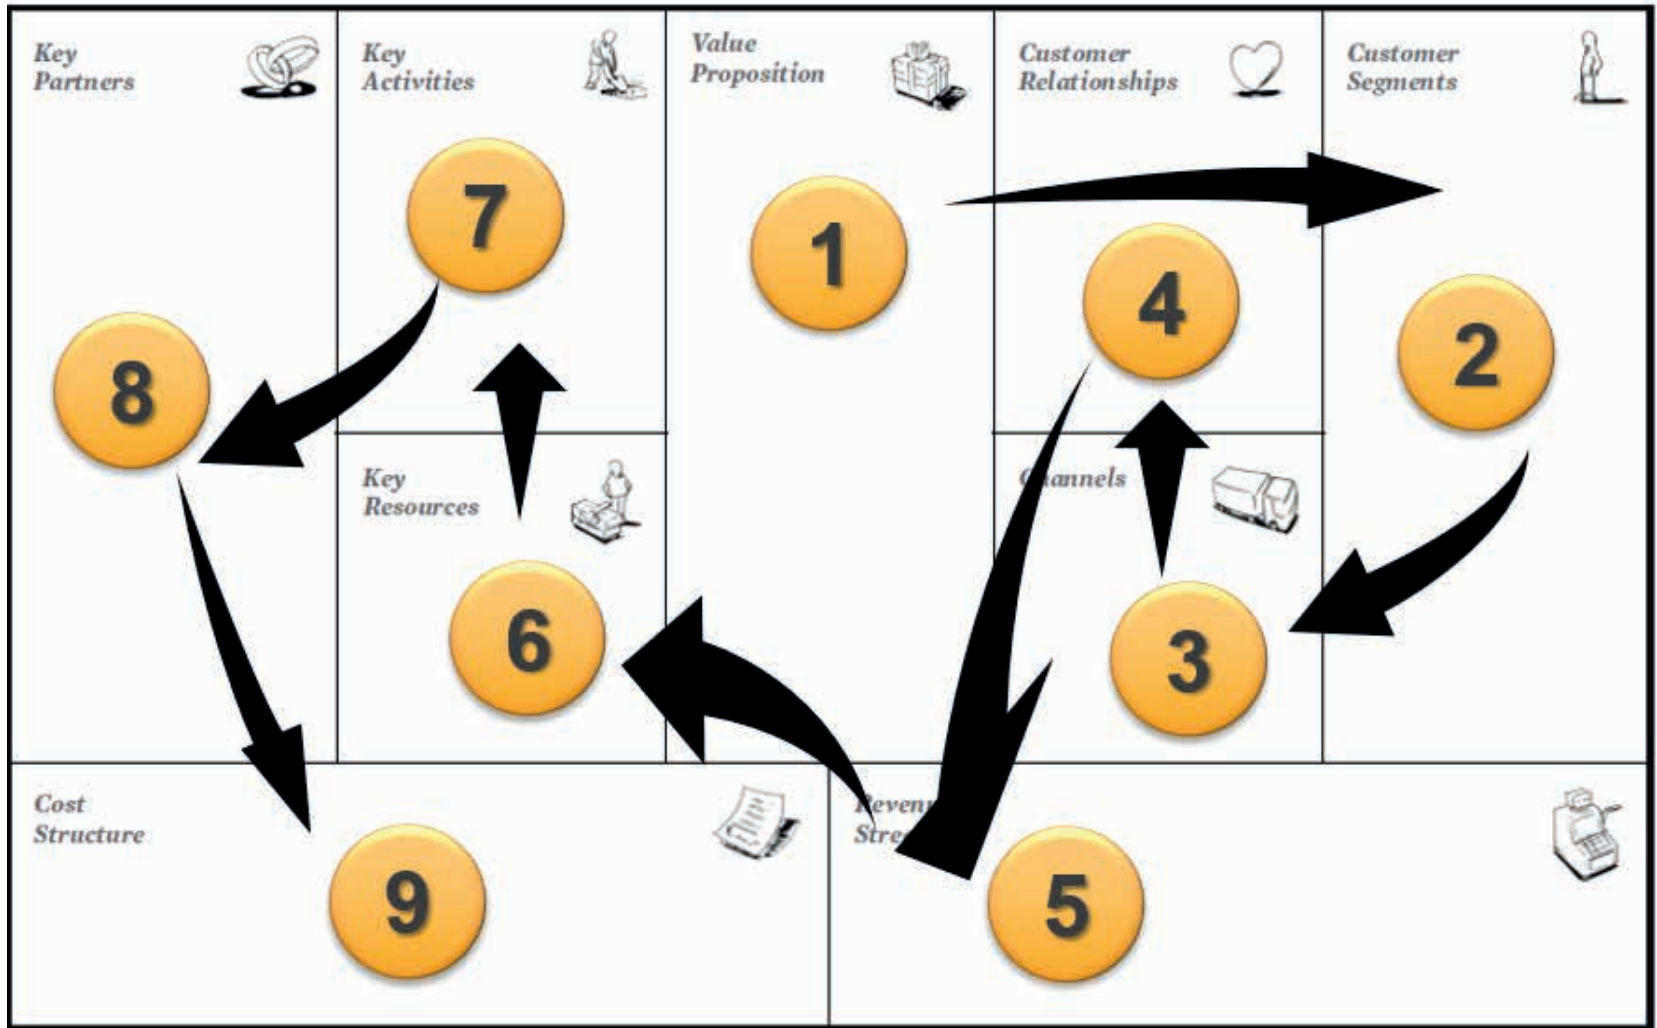 Key
Partners
Key
Activities
Value
Proposition
Customer
Relationships
Customer
Segments
7
1
4
2
8
Key
Resources
Channels
6
3
Cost
Structure
9
5